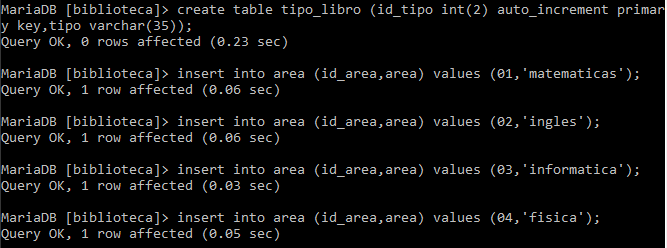 MariaDB [biblioteca]> create table tipo_libro (id_tipo int(2) auto_increment primar
y key,tipo varchar(35));
Query OK, 0 rows affected (0.23 sec)
MariaDB [biblioteca]> insert into area (id_area,area) values (01,'matematicas');
Query OK, 1 row affected (0.06 sec)
MariaDB [biblioteca]> insert into area (id_area,area) values (02,'ingles');
Query OK, 1 row affected (0.06 sec)
MariaDB [biblioteca]> insert into area (id_area,area) values (03,'informatica');
Query OK, 1 row affected (0.03 sec)
MariaDB [biblioteca]> insert into area (id_area,area) values (04,'fisica');
Query OK, 1 row affected (0.05 sec)